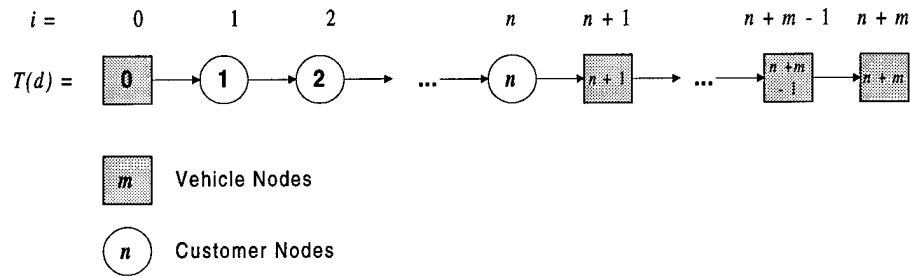 i = 0 1 2 n n + 1 n + m - 1 n + m
T(d) = 0 1 2 ... n n + 1 ... n +m - 1 n + m
m Vehicle Nodes
n Customer Nodes